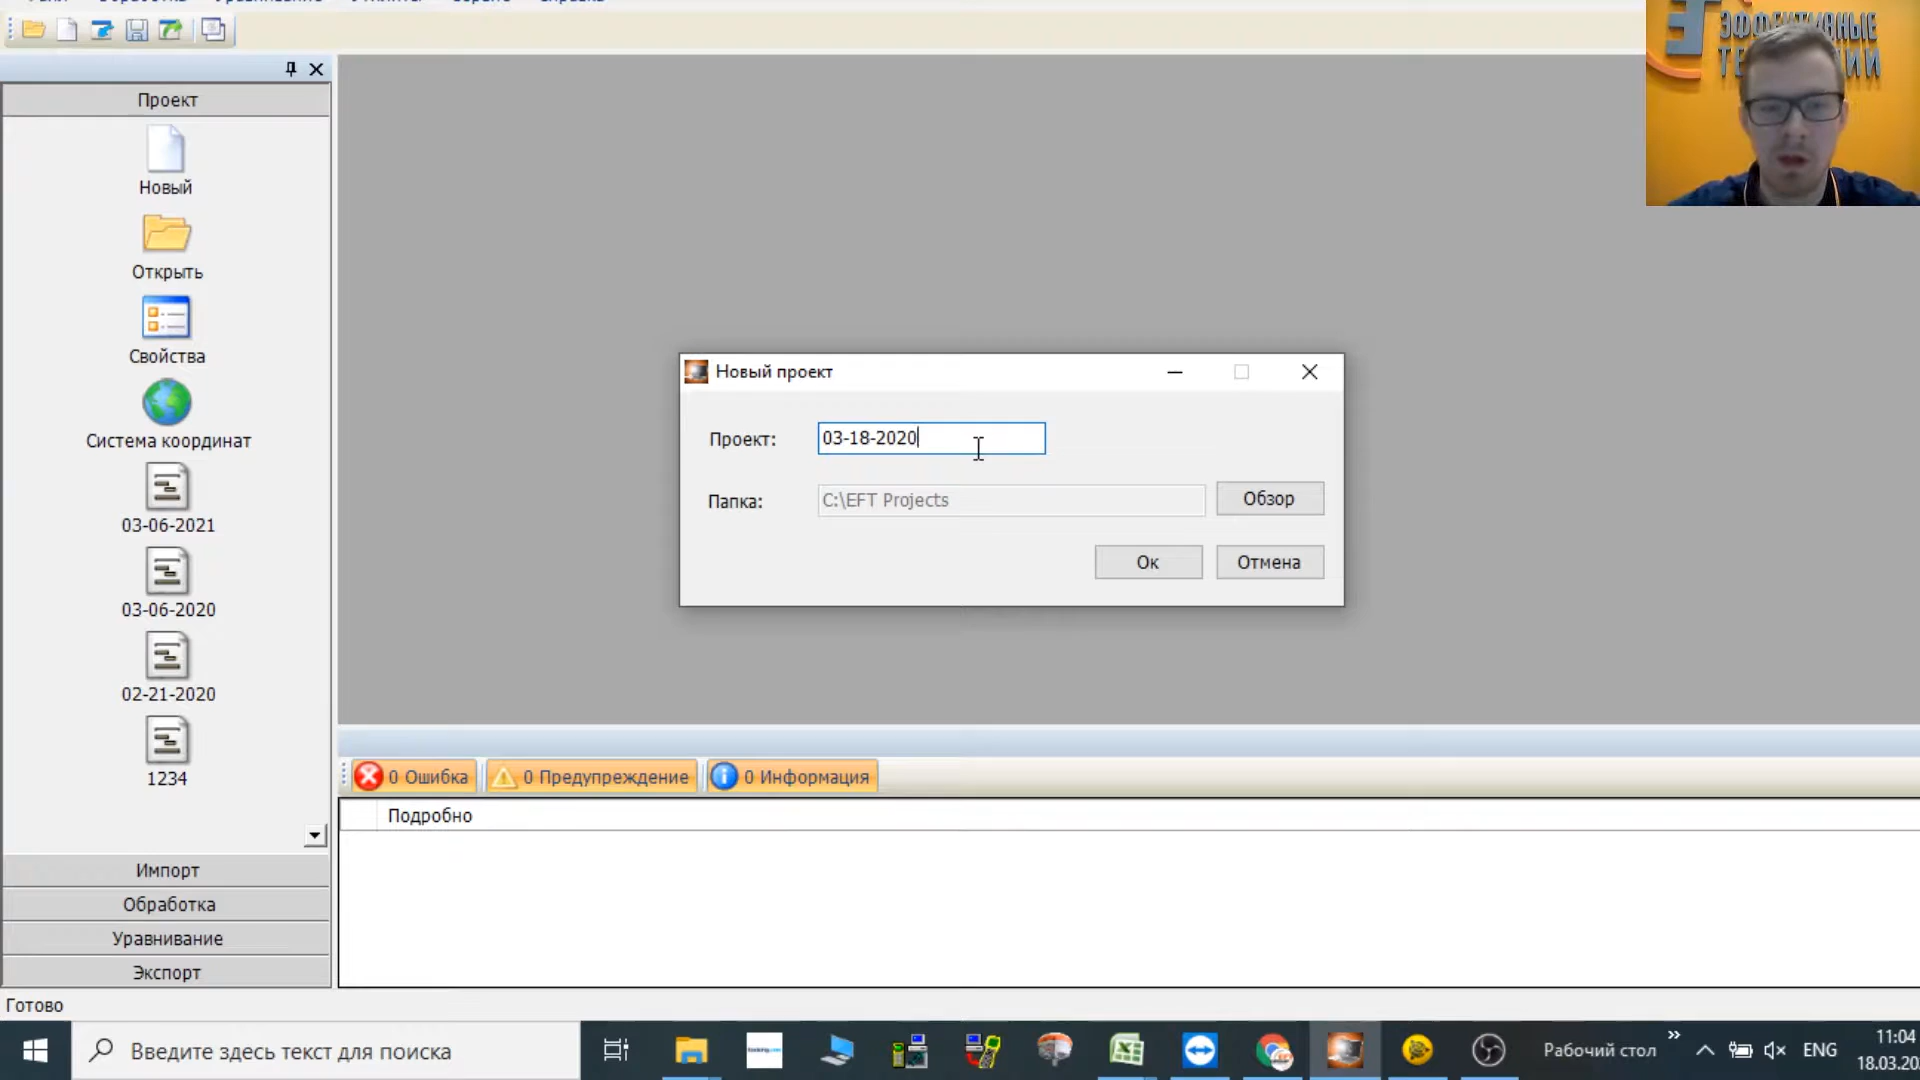 Проект
Новый
Открыть
Свойства
Система координат
03-06-2021
03-06-2020
02-21-2020
1234
Импорт
Обработка
Уравнивание
Экспорт
Готово
Новый проект
Проект:
03-18-2020
Папка:
C:\EFT Projects
Обзор
Ок
Отмена
0 Ошибка
0 Предупреждение
0 Информация
Подробно
Введите здесь текст для поиска
Рабочий стол
ENG
11:04